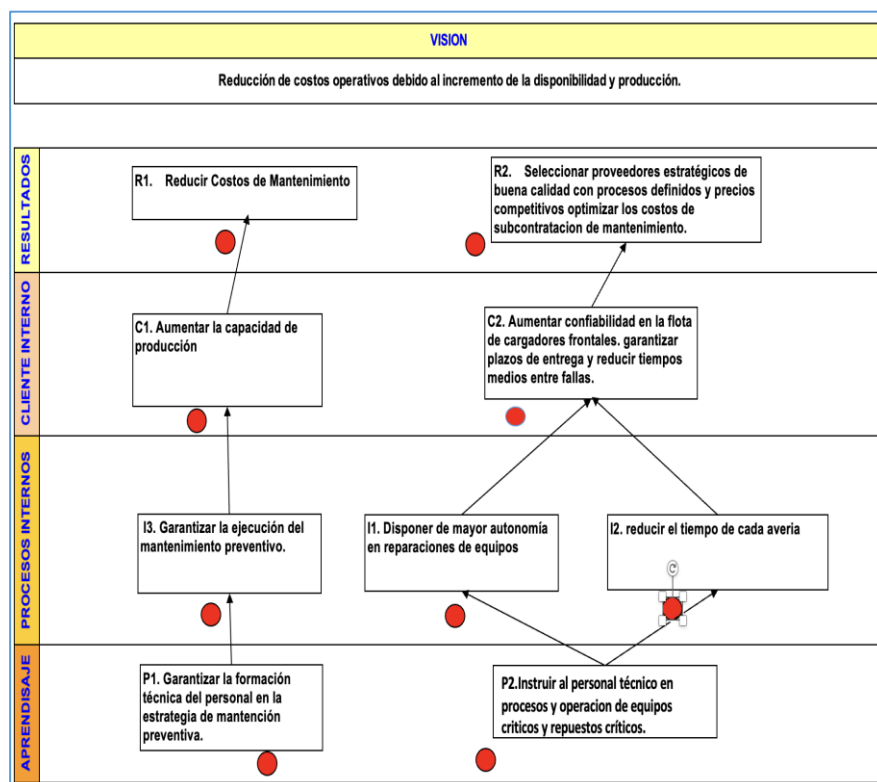 VISION
Reducción de costos operativos debido al incremento de la disponibilidad y producción.
RESULTADOS
R1. Reducir Costos de Mantenimiento
R2. Seleccionar proveedores estratégicos de
buena calidad con procesos definidos y precios
competitivos optimizar los costos de
subcontratacion de mantenimiento.
CLIENTE INTERNO
C1. Aumentar la capacidad de
producción
C2. Aumentar confiabilidad en la flota
de cargadores frontales. garantizar
plazos de entrega y reducir tiempos
medios entre fallas.
PROCESOS INTERNOS
I3. Garantizar la ejecución del
mantenimiento preventivo.
I1. Disponer de mayor autonomía
en reparaciones de equipos
I2. reducir el tiempo de cada averia
APRENDISAJE
P1. Garantizar la formación
técnica del personal en la
estrategia de mantención
preventiva.
P2.Instruir al personal técnico en
procesos y operacion de equipos
criticos y repuestos críticos.